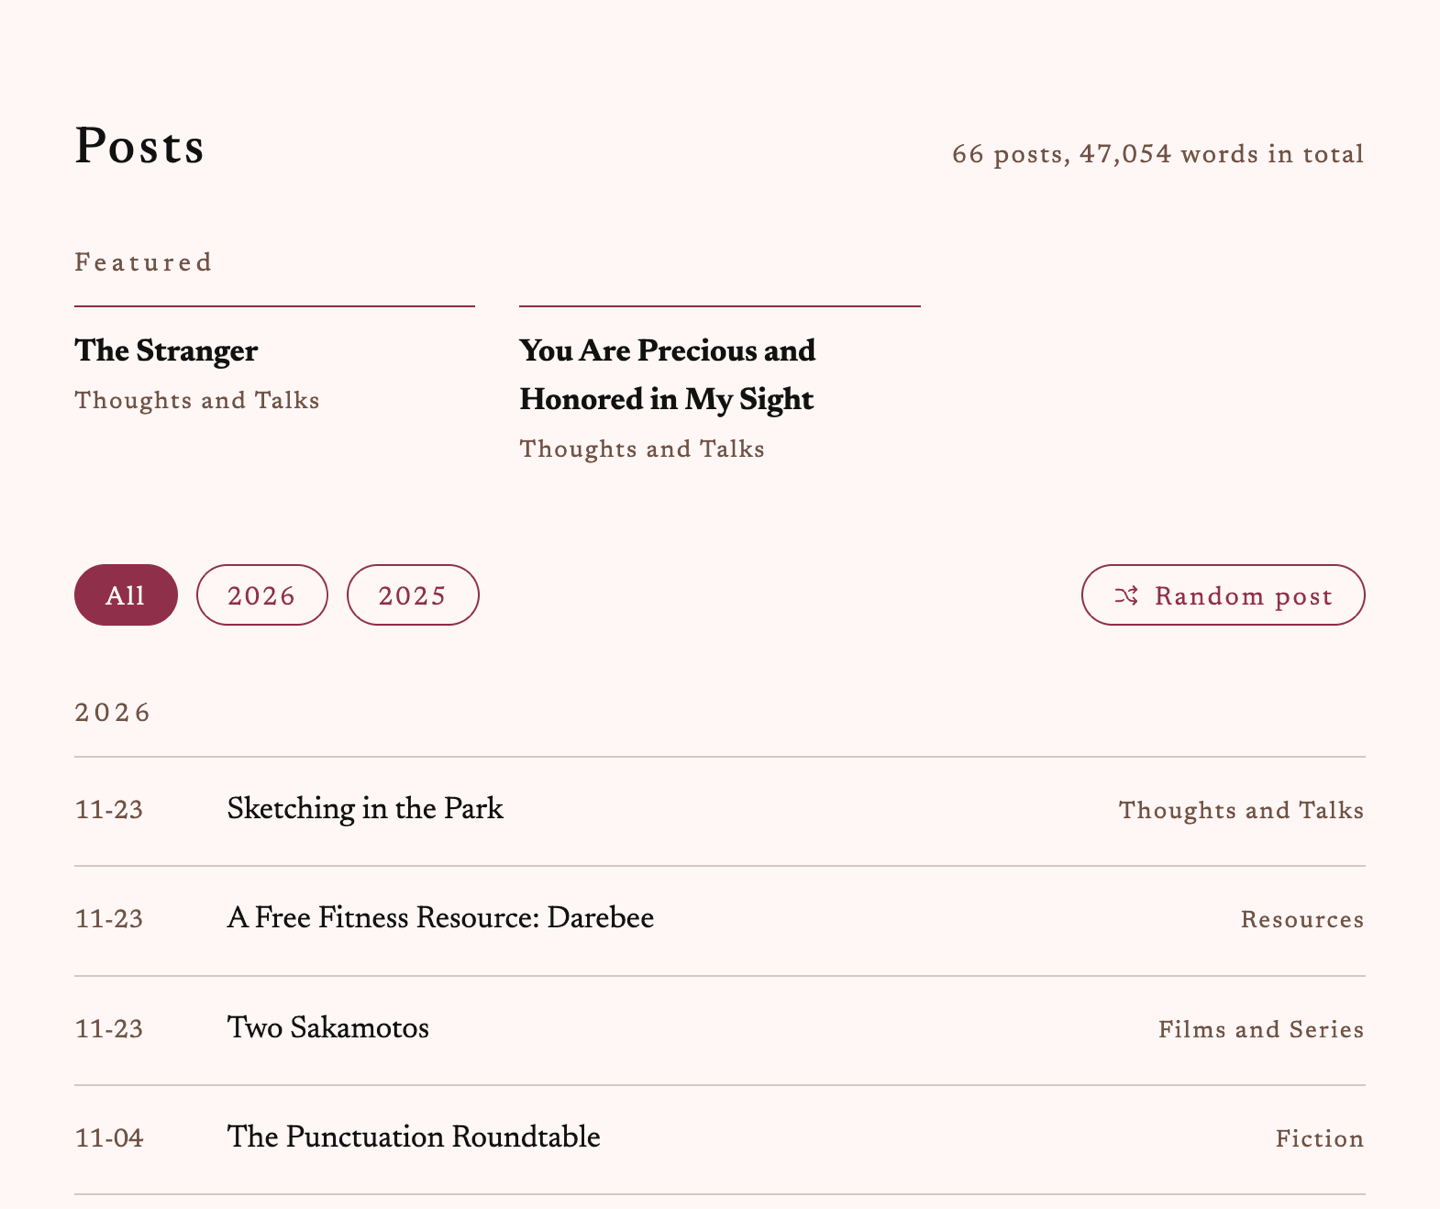 Posts
66 posts, 47,054 words in total
Featured
The Stranger
Thoughts and Talks
You Are Precious and
Honored in My Sight
Thoughts and Talks
All
2026
2025
Random post
2026
11-23
Sketching in the Park
Thoughts and Talks
11-23
A Free Fitness Resource: Darebee
Resources
11-23
Two Sakamotos
Films and Series
11-04
The Punctuation Roundtable
Fiction